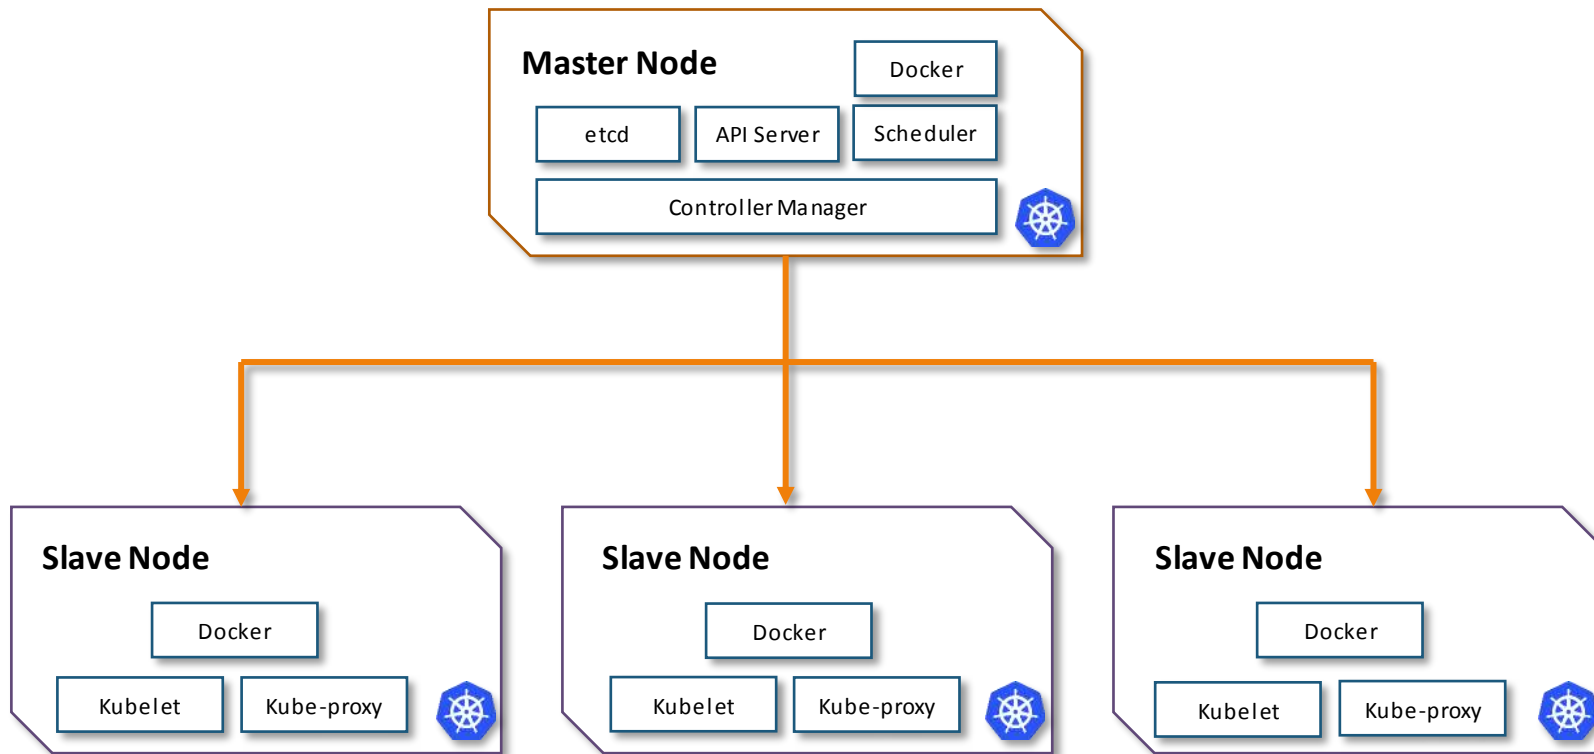 Master Node
Docker
etcd
API Server
Scheduler
Controller Manager
Slave Node
Docker
Kubelet
Kube-proxy
Slave Node
Docker
Kubelet
Kube-proxy
Slave Node
Docker
Kubelet
Kube-proxy